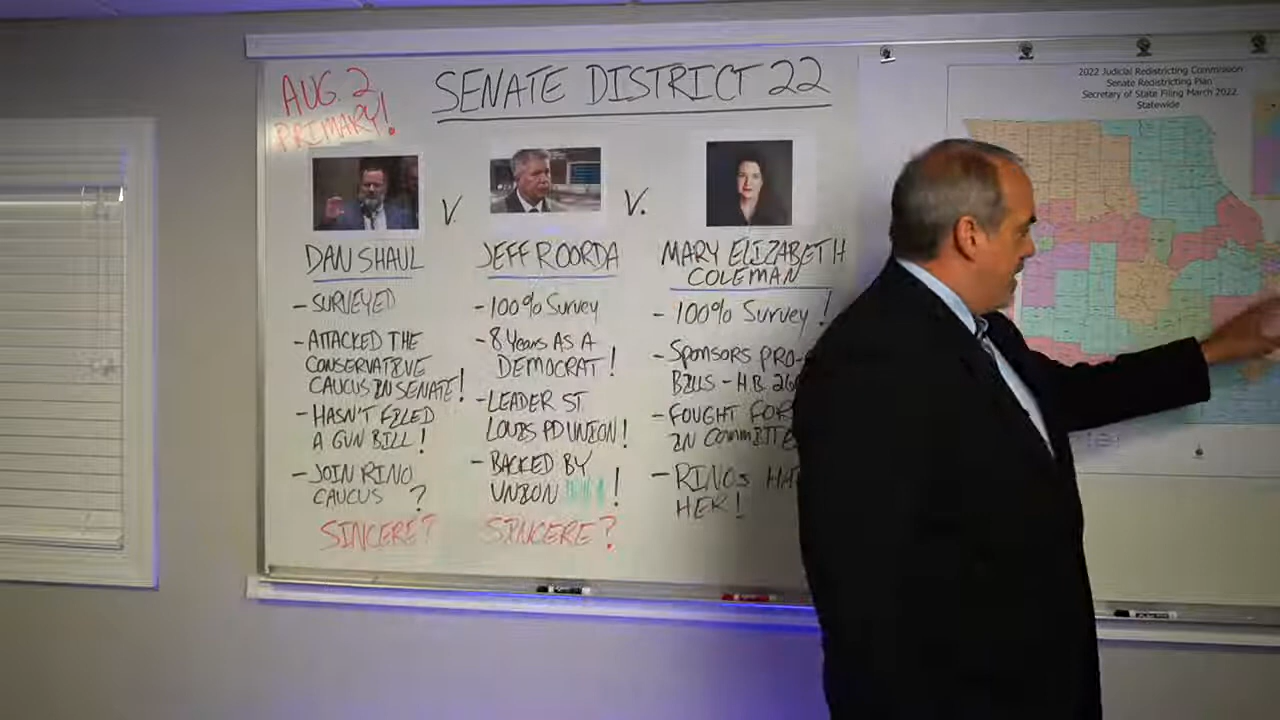 AUG. 2
PRIMARY!
SENATE DISTRICT 22
V.
V.
DAN SHAUL
- SURVEYED
- ATTACKED THE
CONSERVATIVE
CAUCUS IN SENATE!
- HASN'T FILED
A GUN BILL!
- JOIN RINO
CAUCUS ?
SINCERE?
JEFF ROORDA
- 100% Survey
- 8 Years AS A
DEMOCRAT!
- LEADER ST
LOUIS PD UNION!
- BACKED BY
UNION !
SINCERE?
MARY ELIZABETH
COLEMAN
- 100% Survey!
- SPONSORS PRO-
BILLS - H.B. 26
- FOUGHT FOR
IN COMMITTE
- RINOs HA
HER!
2022 Judicial Redistricting Commission
Senate Redistricting Plan
Secretary of State Filing March 2022
Statewide